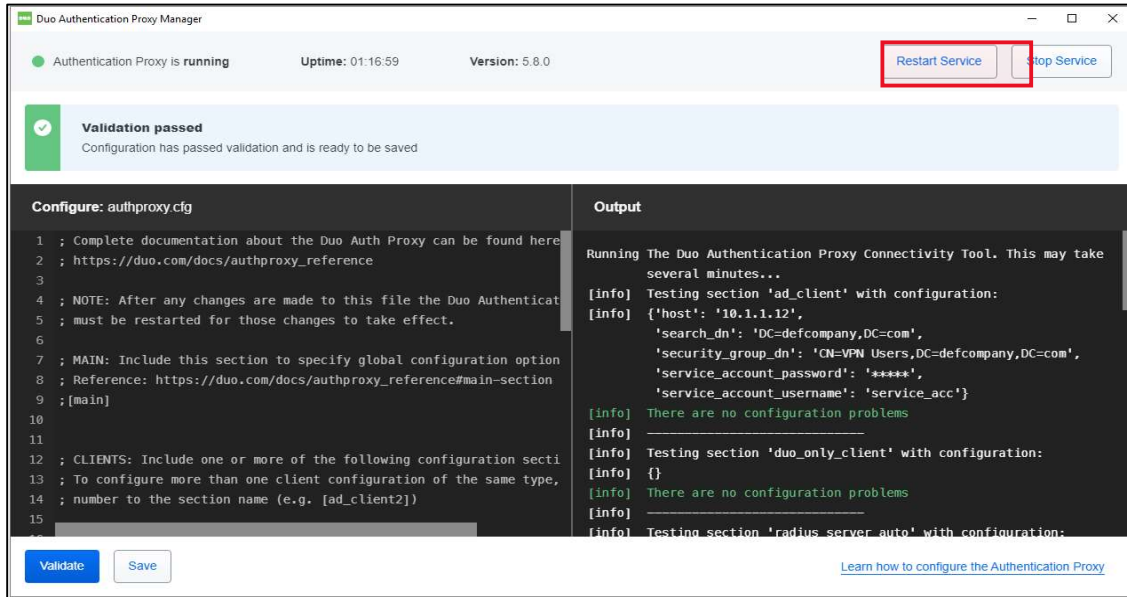 Duo Authentication Proxy Manager
Authentication Proxy is running Uptime: 01:16:59 Version: 5.8.0 Restart Service Stop Service
Validation passed
Configuration has passed validation and is ready to be saved
Configure: authproxy.cfg
1 ; Complete documentation about the Duo Auth Proxy can be found here
2 ; https://duo.com/docs/authproxy_reference
3
4 ; NOTE: After any changes are made to this file the Duo Authenticat
5 ; must be restarted for those changes to take effect.
6
7 ; MAIN: Include this section to specify global configuration option
8 ; Reference: https://duo.com/docs/authproxy_reference#main-section
9 ;[main]
10
11
12 ; CLIENTS: Include one or more of the following configuration secti
13 ; To configure more than one client configuration of the same type,
14 ; number to the section name (e.g. [ad_client2])
15
Output
Running The Duo Authentication Proxy Connectivity Tool. This may take
several minutes...
[info] Testing section 'ad_client' with configuration:
[info] {'host': '10.1.1.12',
'search_dn': 'DC=defcompany,DC=com',
'security_group_dn': 'CN=VPN Users,DC=defcompany,DC=com',
'service_account_password': '*****',
'service_account_username': 'service_acc'}
[info] There are no configuration problems
[info] -----------------------------
[info] Testing section 'duo_only_client' with configuration:
[info] {}
[info] There are no configuration problems
[info] -----------------------------
[info] Testing section 'radius_server_auto' with configuration:
Validate Save Learn how to configure the Authentication Proxy